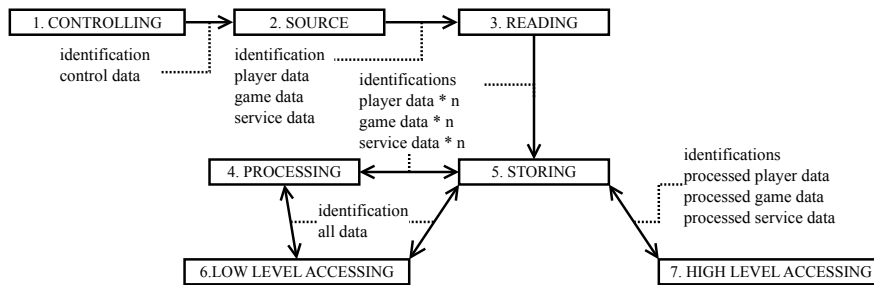 1. CONTROLLING
2. SOURCE
3. READING
identification
control data
identification
player data
game data
service data
identifications
player data * n
game data * n
service data * n
4. PROCESSING
5. STORING
identifications
processed player data
processed game data
processed service data
identification
all data
6.LOW LEVEL ACCESSING
7. HIGH LEVEL ACCESSING